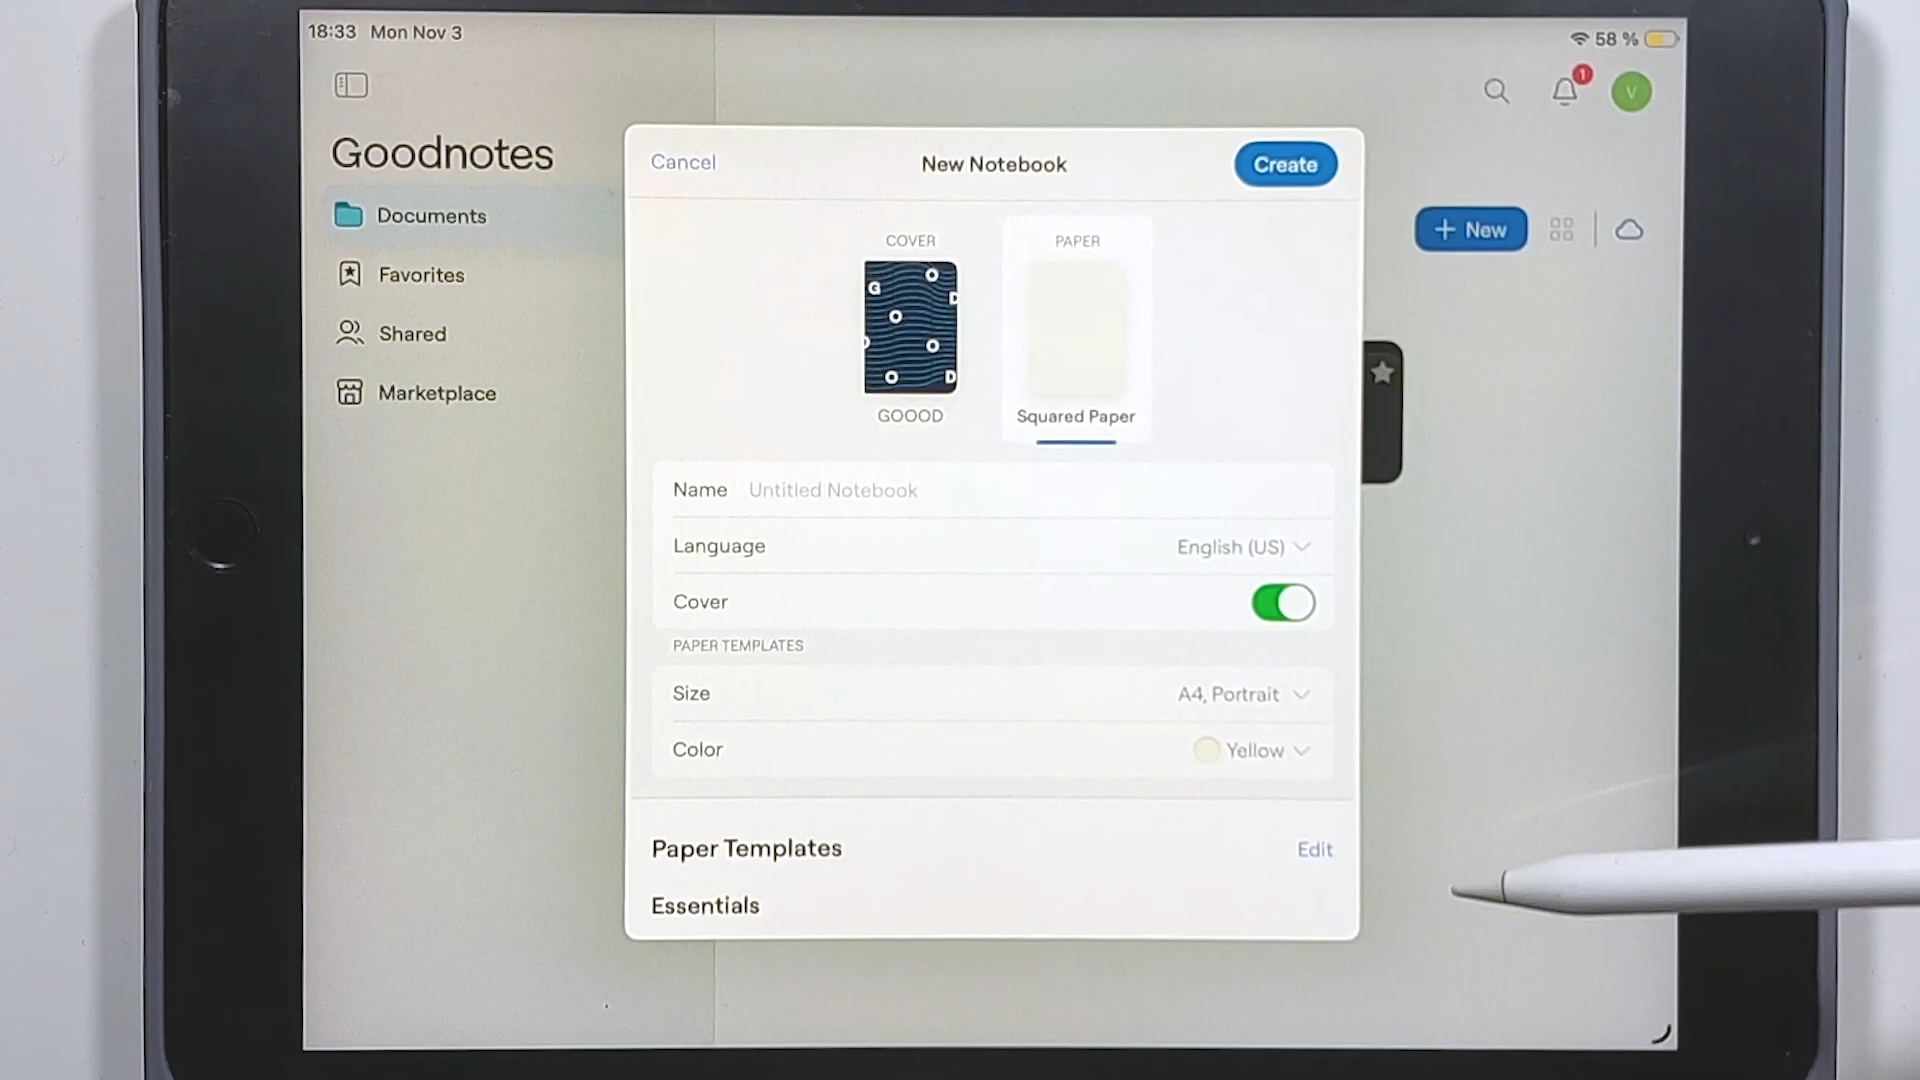 18:33 Mon Nov 3
58 %
1
V
Goodnotes
Documents
Favorites
Shared
Marketplace
+ New
Cancel
New Notebook
Create
COVER
G O D O O O D
GOOOD
PAPER
Squared Paper
Name Untitled Notebook
Language English (US)
Cover
PAPER TEMPLATES
Size A4, Portrait
Color Yellow
Paper Templates Edit
Essentials